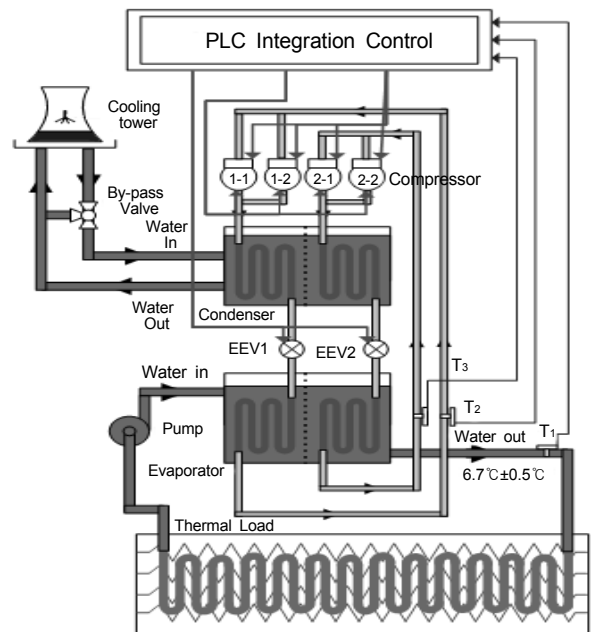 PLC Integration Control
Cooling
tower
1-1
1-2
2-1
2-2
Compressor
By-pass
Valve
Water
In
Water
Out
Condenser
EEV1
EEV2
Water in
T3
T2
Pump
Water out
T1
Evaporator
6.7℃±0.5℃
Thermal Load